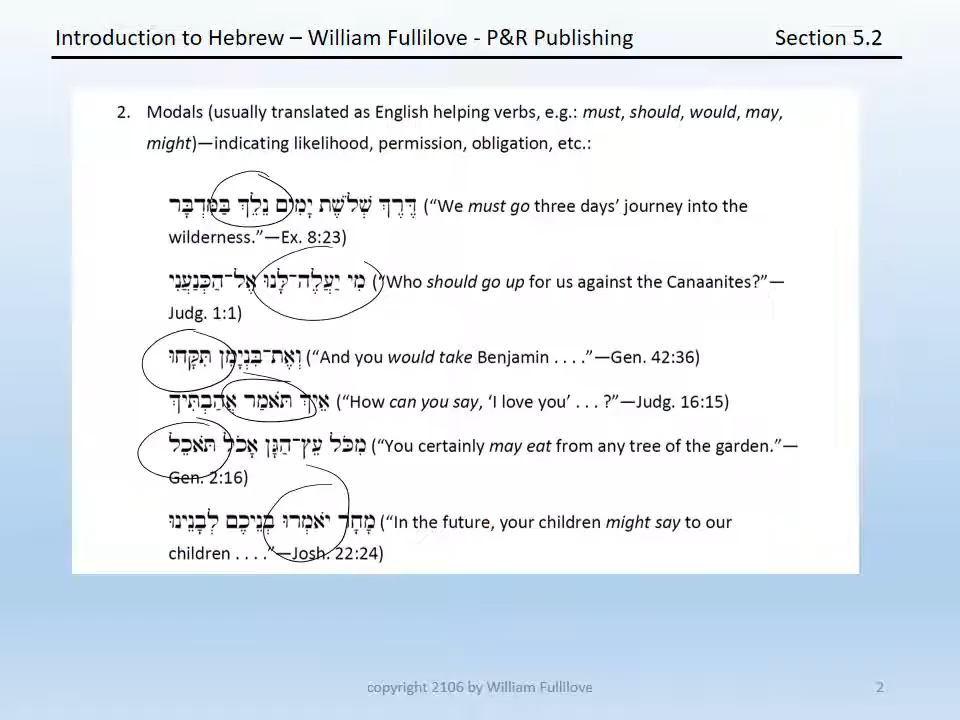 Introduction to Hebrew – William Fullilove - P&R Publishing
Section 5.2
2. Modals (usually translated as English helping verbs, e.g.: must, should, would, may,
might)—indicating likelihood, permission, obligation, etc.:
דֶּרֶךְ שְׁלֹשֶׁת יָמִים נֵלֵךְ בַּמִּדְבָּר (“We must go three days’ journey into the
wilderness.”—Ex. 8:23)
מִי יַעֲלֶה־לָּנוּ אֶל־הַכְּנַעֲנִי (“Who should go up for us against the Canaanites?”—
Judg. 1:1)
וְאֶת־בִּנְיָמִן תִּקָּחוּ (“And you would take Benjamin . . . .”—Gen. 42:36)
אֵיךְ תֹּאמַר אֲהַבְתִּיךְ (“How can you say, ‘I love you’ . . . ?”—Judg. 16:15)
מִכֹּל עֵץ־הַגָּן אָכֹל תֹּאכֵל (“You certainly may eat from any tree of the garden.”—
Gen. 2:16)
מָחָר יֹאמְרוּ בְנֵיכֶם לְבָנֵינוּ (“In the future, your children might say to our
children . . . .”—Josh. 22:24)
copyright 2106 by William Fullilove
2